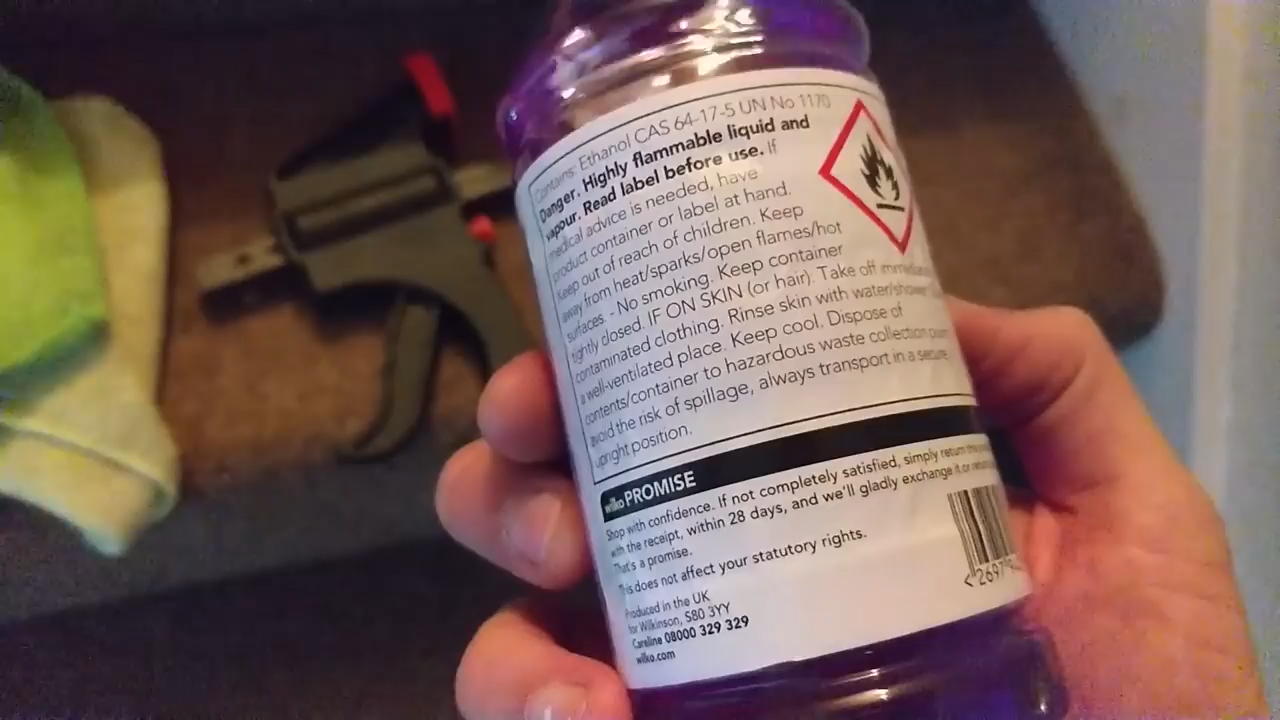 Contains: Ethanol CAS 64-17-5 UN No 1170
Danger. Highly flammable liquid and
vapour. Read label before use. If
medical advice is needed, have
product container or label at hand.
Keep out of reach of children. Keep
away from heat/sparks/open flames/hot
surfaces. - No smoking. Keep container
tightly closed. IF ON SKIN (or hair). Take off immediately
contaminated clothing. Rinse skin with water/shower.
a well-ventilated place. Keep cool. Dispose of
contents/container to hazardous waste collection point
avoid the risk of spillage, always transport in a secure
upright position.
wilko PROMISE
Shop with confidence. If not completely satisfied, simply return this
with the receipt, within 28 days, and we'll gladly exchange it or
That's a promise.
This does not affect your statutory rights.
Produced in the UK
for Wilkinson, S80 3YY
Careline 08000 329 329
wilko.com